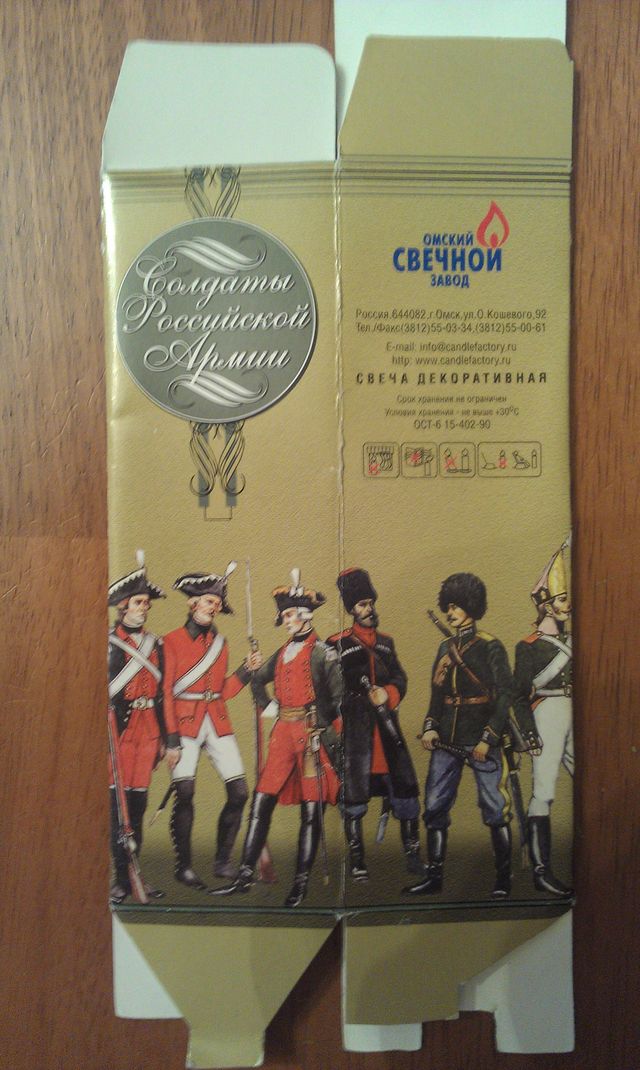 Солдаты
Российской
Армии
ОМСКИЙ
СВЕЧНОЙ
ЗАВОД
Россия,644082,г.Омск,ул.О.Кошевого,92
Тел./Факс(3812)55-03-34,(3812)55-00-61
E-mail: info@candlefactory.ru
http: www.candlefactory.ru
СВЕЧА ДЕКОРАТИВНАЯ
Срок хранения не ограничен
Условия хранения - не выше +30°С
ОСТ-6 15-402-90